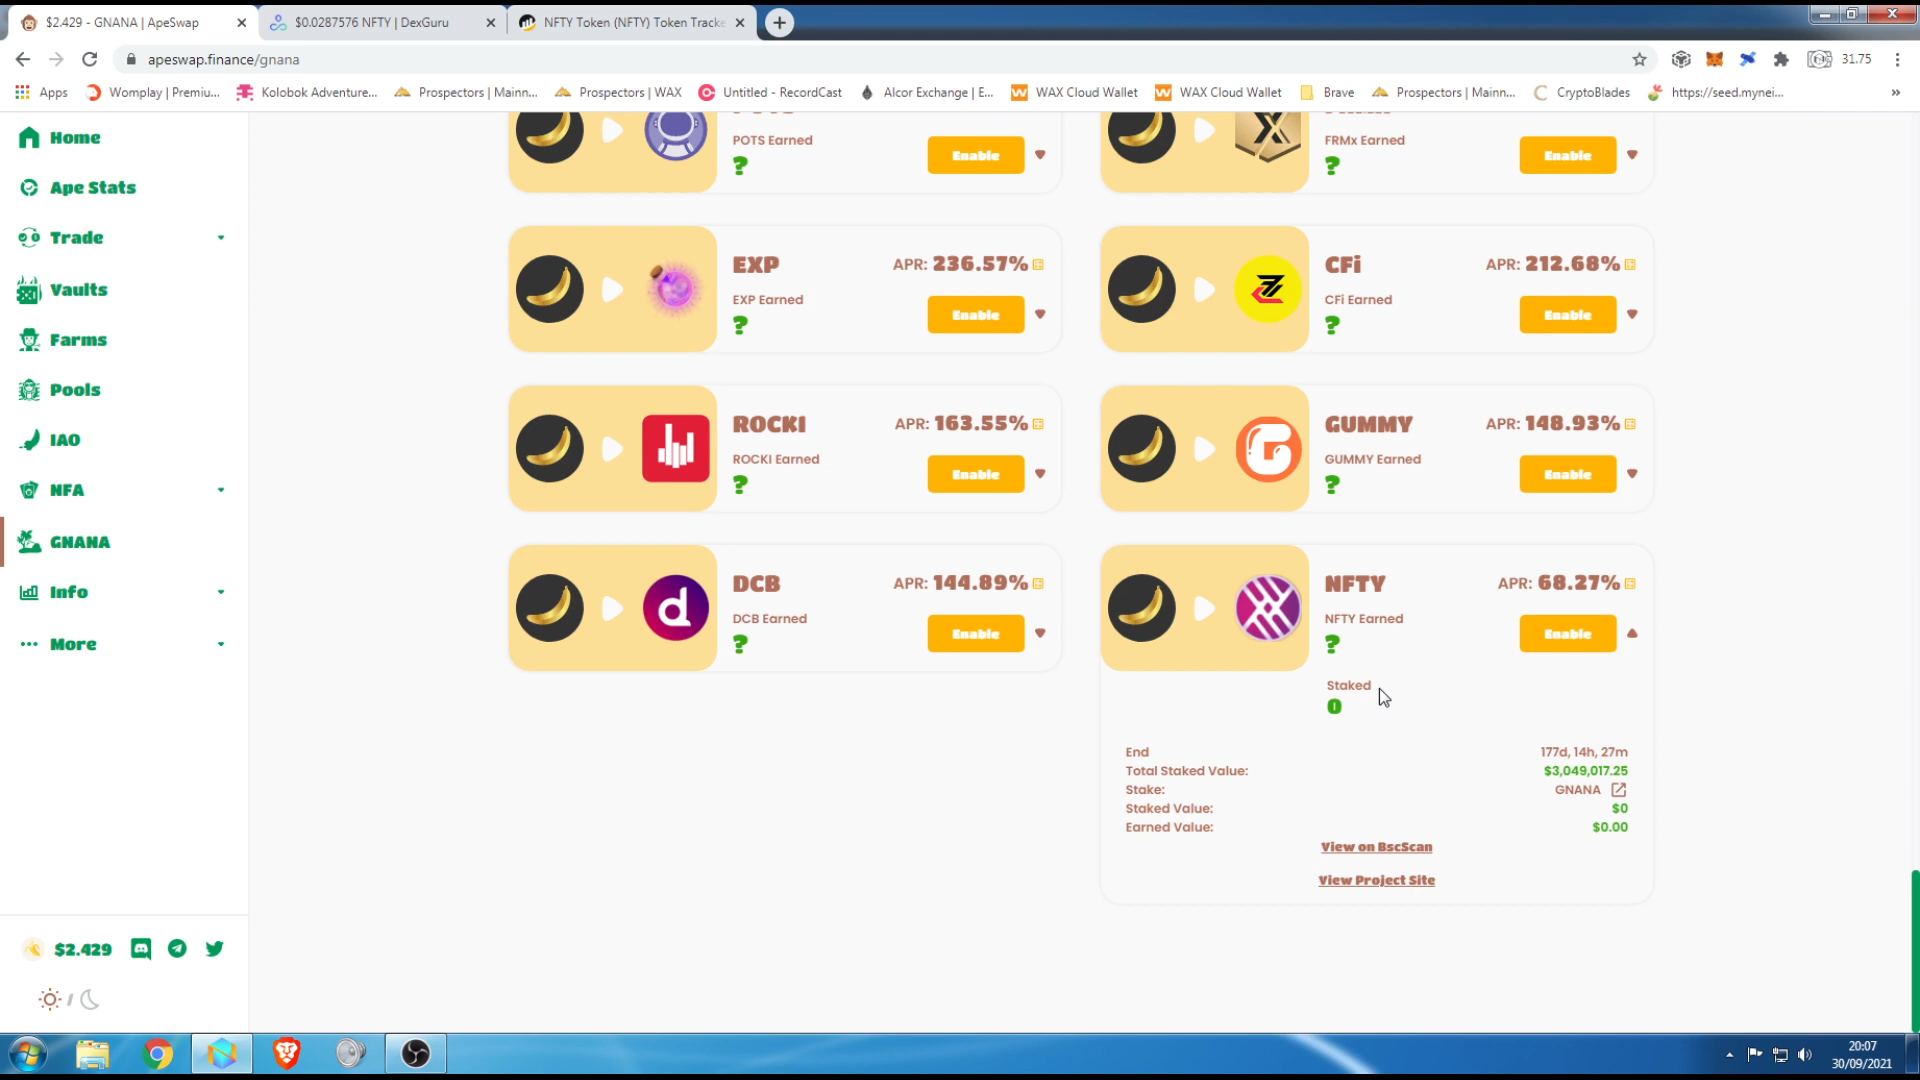 $2.429 - GNANA | ApeSwap
$0.0287576 NFTY | DexGuru
NFTY Token (NFTY) Token Tracke
apeswap.finance/gnana
31.75
Apps
Womplay | Premiu...
Kolobok Adventure...
Prospectors | Mainn...
Prospectors | WAX
Untitled - RecordCast
Alcor Exchange | E...
WAX Cloud Wallet
WAX Cloud Wallet
Brave
Prospectors | Mainn...
CryptoBlades
https://seed.mynei...
»
Home
Ape Stats
Trade
Vaults
Farms
Pools
IAO
NFA
GNANA
Info
More
$2.429
/
POTS Earned
?
Enable
FRMx Earned
?
Enable
EXP
APR: 236.57%
EXP Earned
?
Enable
CFi
APR: 212.68%
CFi Earned
?
Enable
ROCKI
APR: 163.55%
ROCKI Earned
?
Enable
GUMMY
APR: 148.93%
GUMMY Earned
?
Enable
DCB
APR: 144.89%
DCB Earned
?
Enable
NFTY
APR: 68.27%
NFTY Earned
?
Enable
Staked
0
End 177d, 14h, 27m
Total Staked Value: $3,049,017.25
Stake: GNANA
Staked Value: $0
Earned Value: $0.00
View on BscScan
View Project Site
20:07
30/09/2021